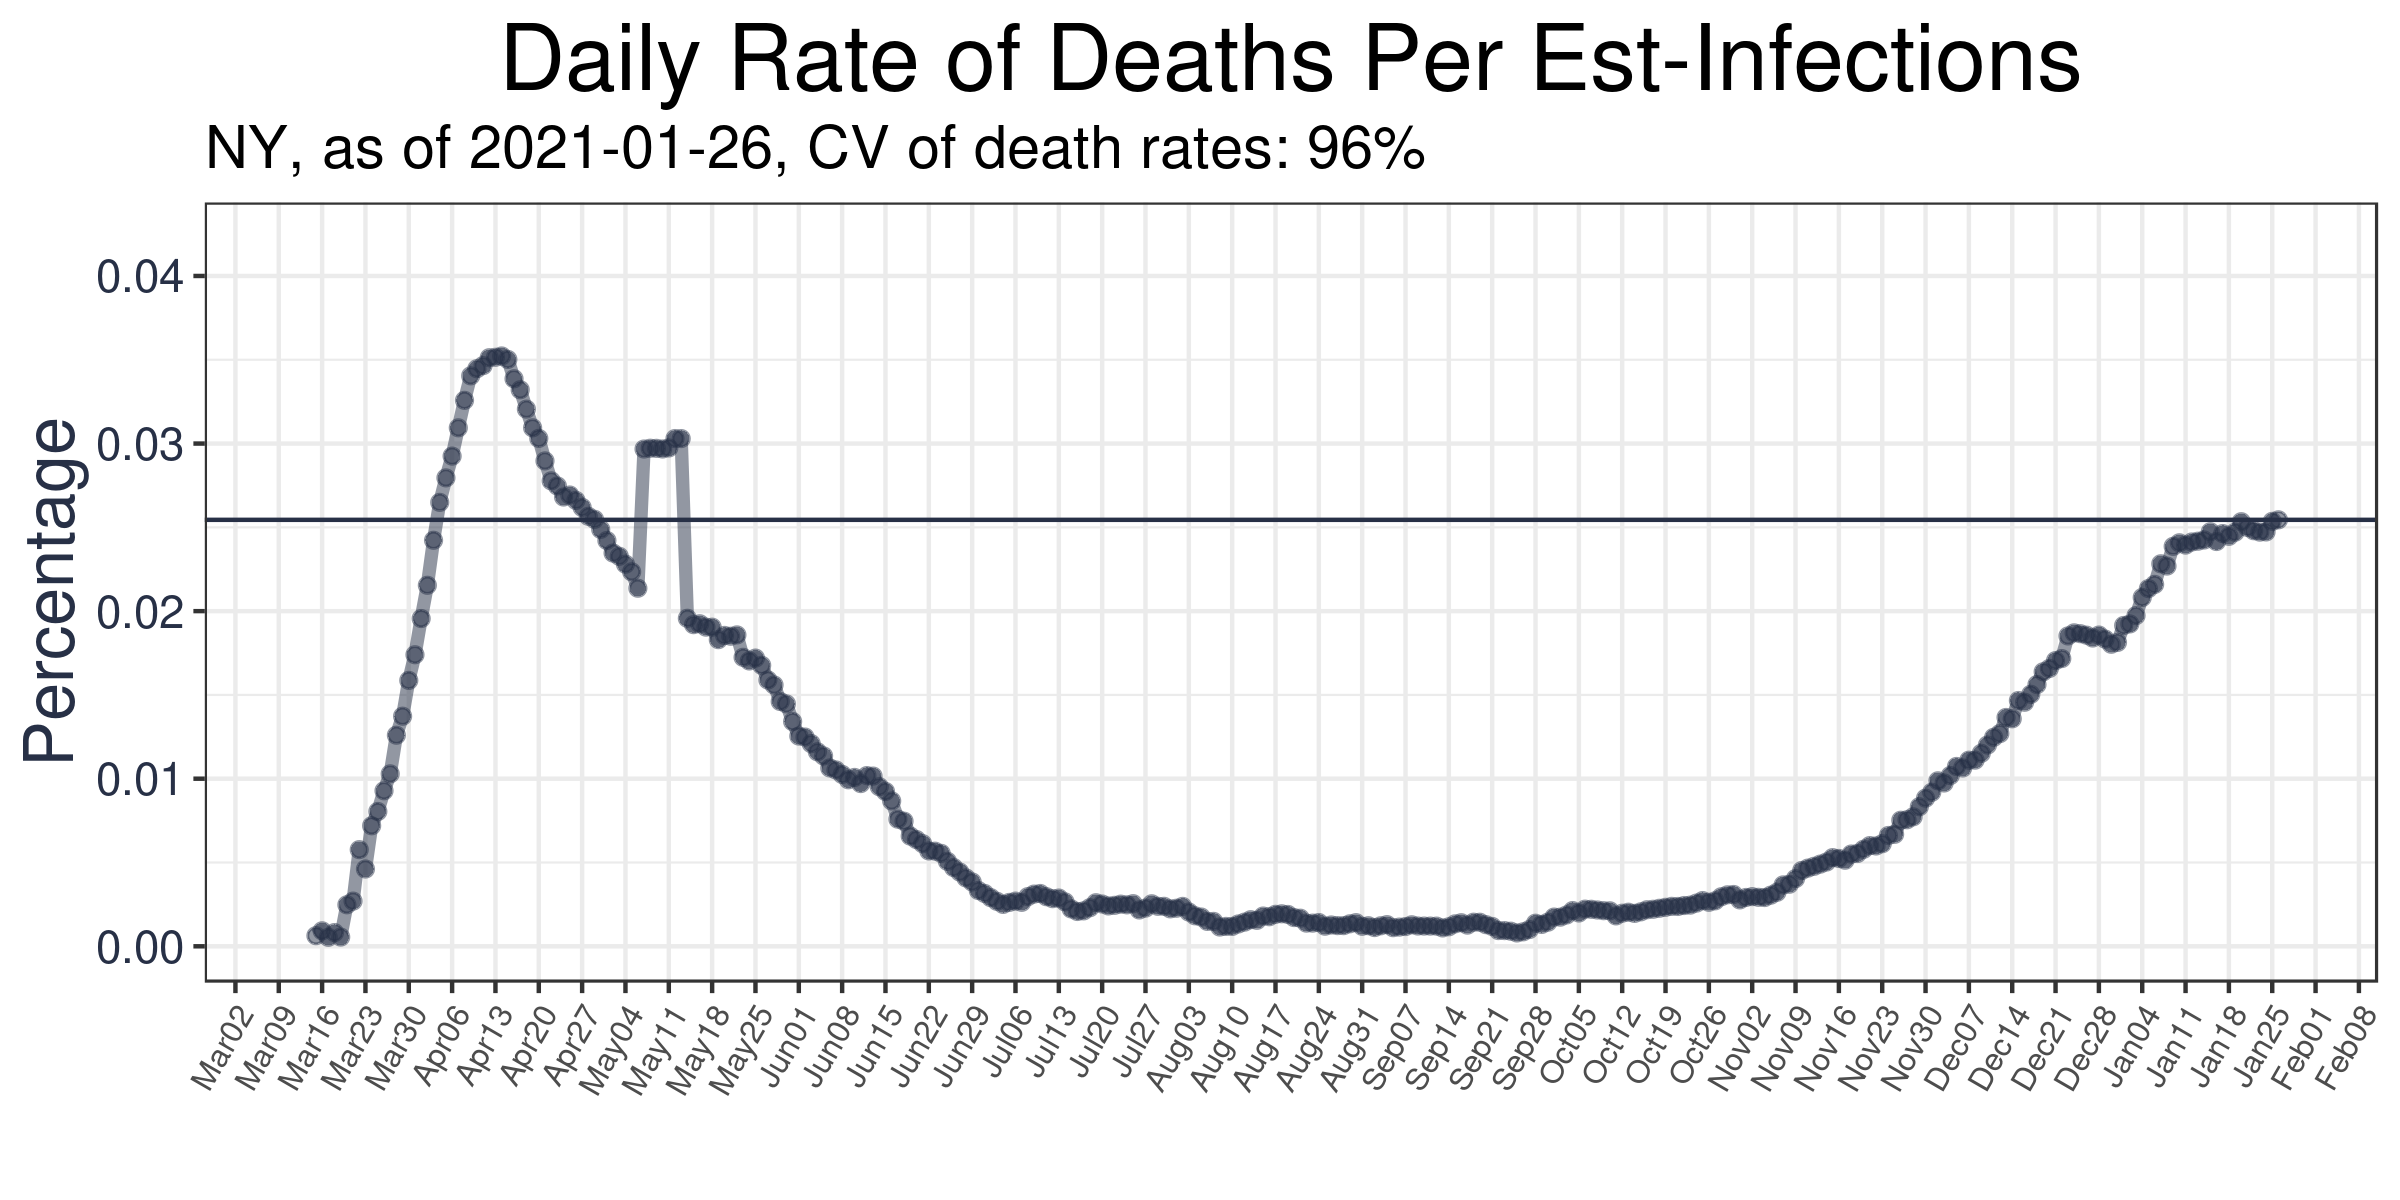 Daily Rate of Deaths Per Est-Infections
NY, as of 2021-01-26, CV of death rates: 96%
Percentage
0.04
0.03
0.02
0.01
0.00
Mar02
Mar09
Mar16
Mar23
Mar30
Apr06
Apr13
Apr20
Apr27
May04
May11
May18
May25
Jun01
Jun08
Jun15
Jun22
Jun29
Jul06
Jul13
Jul20
Jul27
Aug03
Aug10
Aug17
Aug24
Aug31
Sep07
Sep14
Sep21
Sep28
Oct05
Oct12
Oct19
Oct26
Nov02
Nov09
Nov16
Nov23
Nov30
Dec07
Dec14
Dec21
Dec28
Jan04
Jan11
Jan18
Jan25
Feb01
Feb08